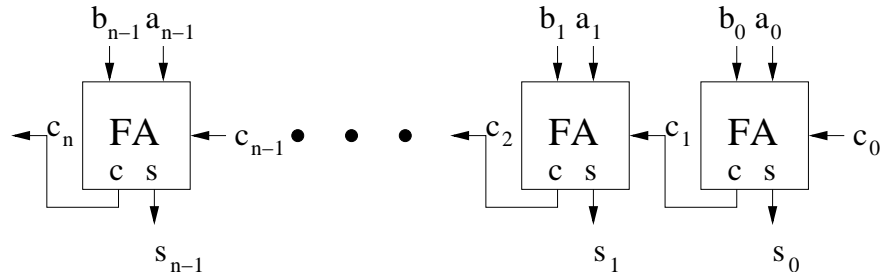 b_{n−1} a_{n−1} b_1 a_1 b_0 a_0
c_n FA c_{n−1} • • • c_2 FA c_1 FA c_0
c s c s c s
s_{n−1} s_1 s_0